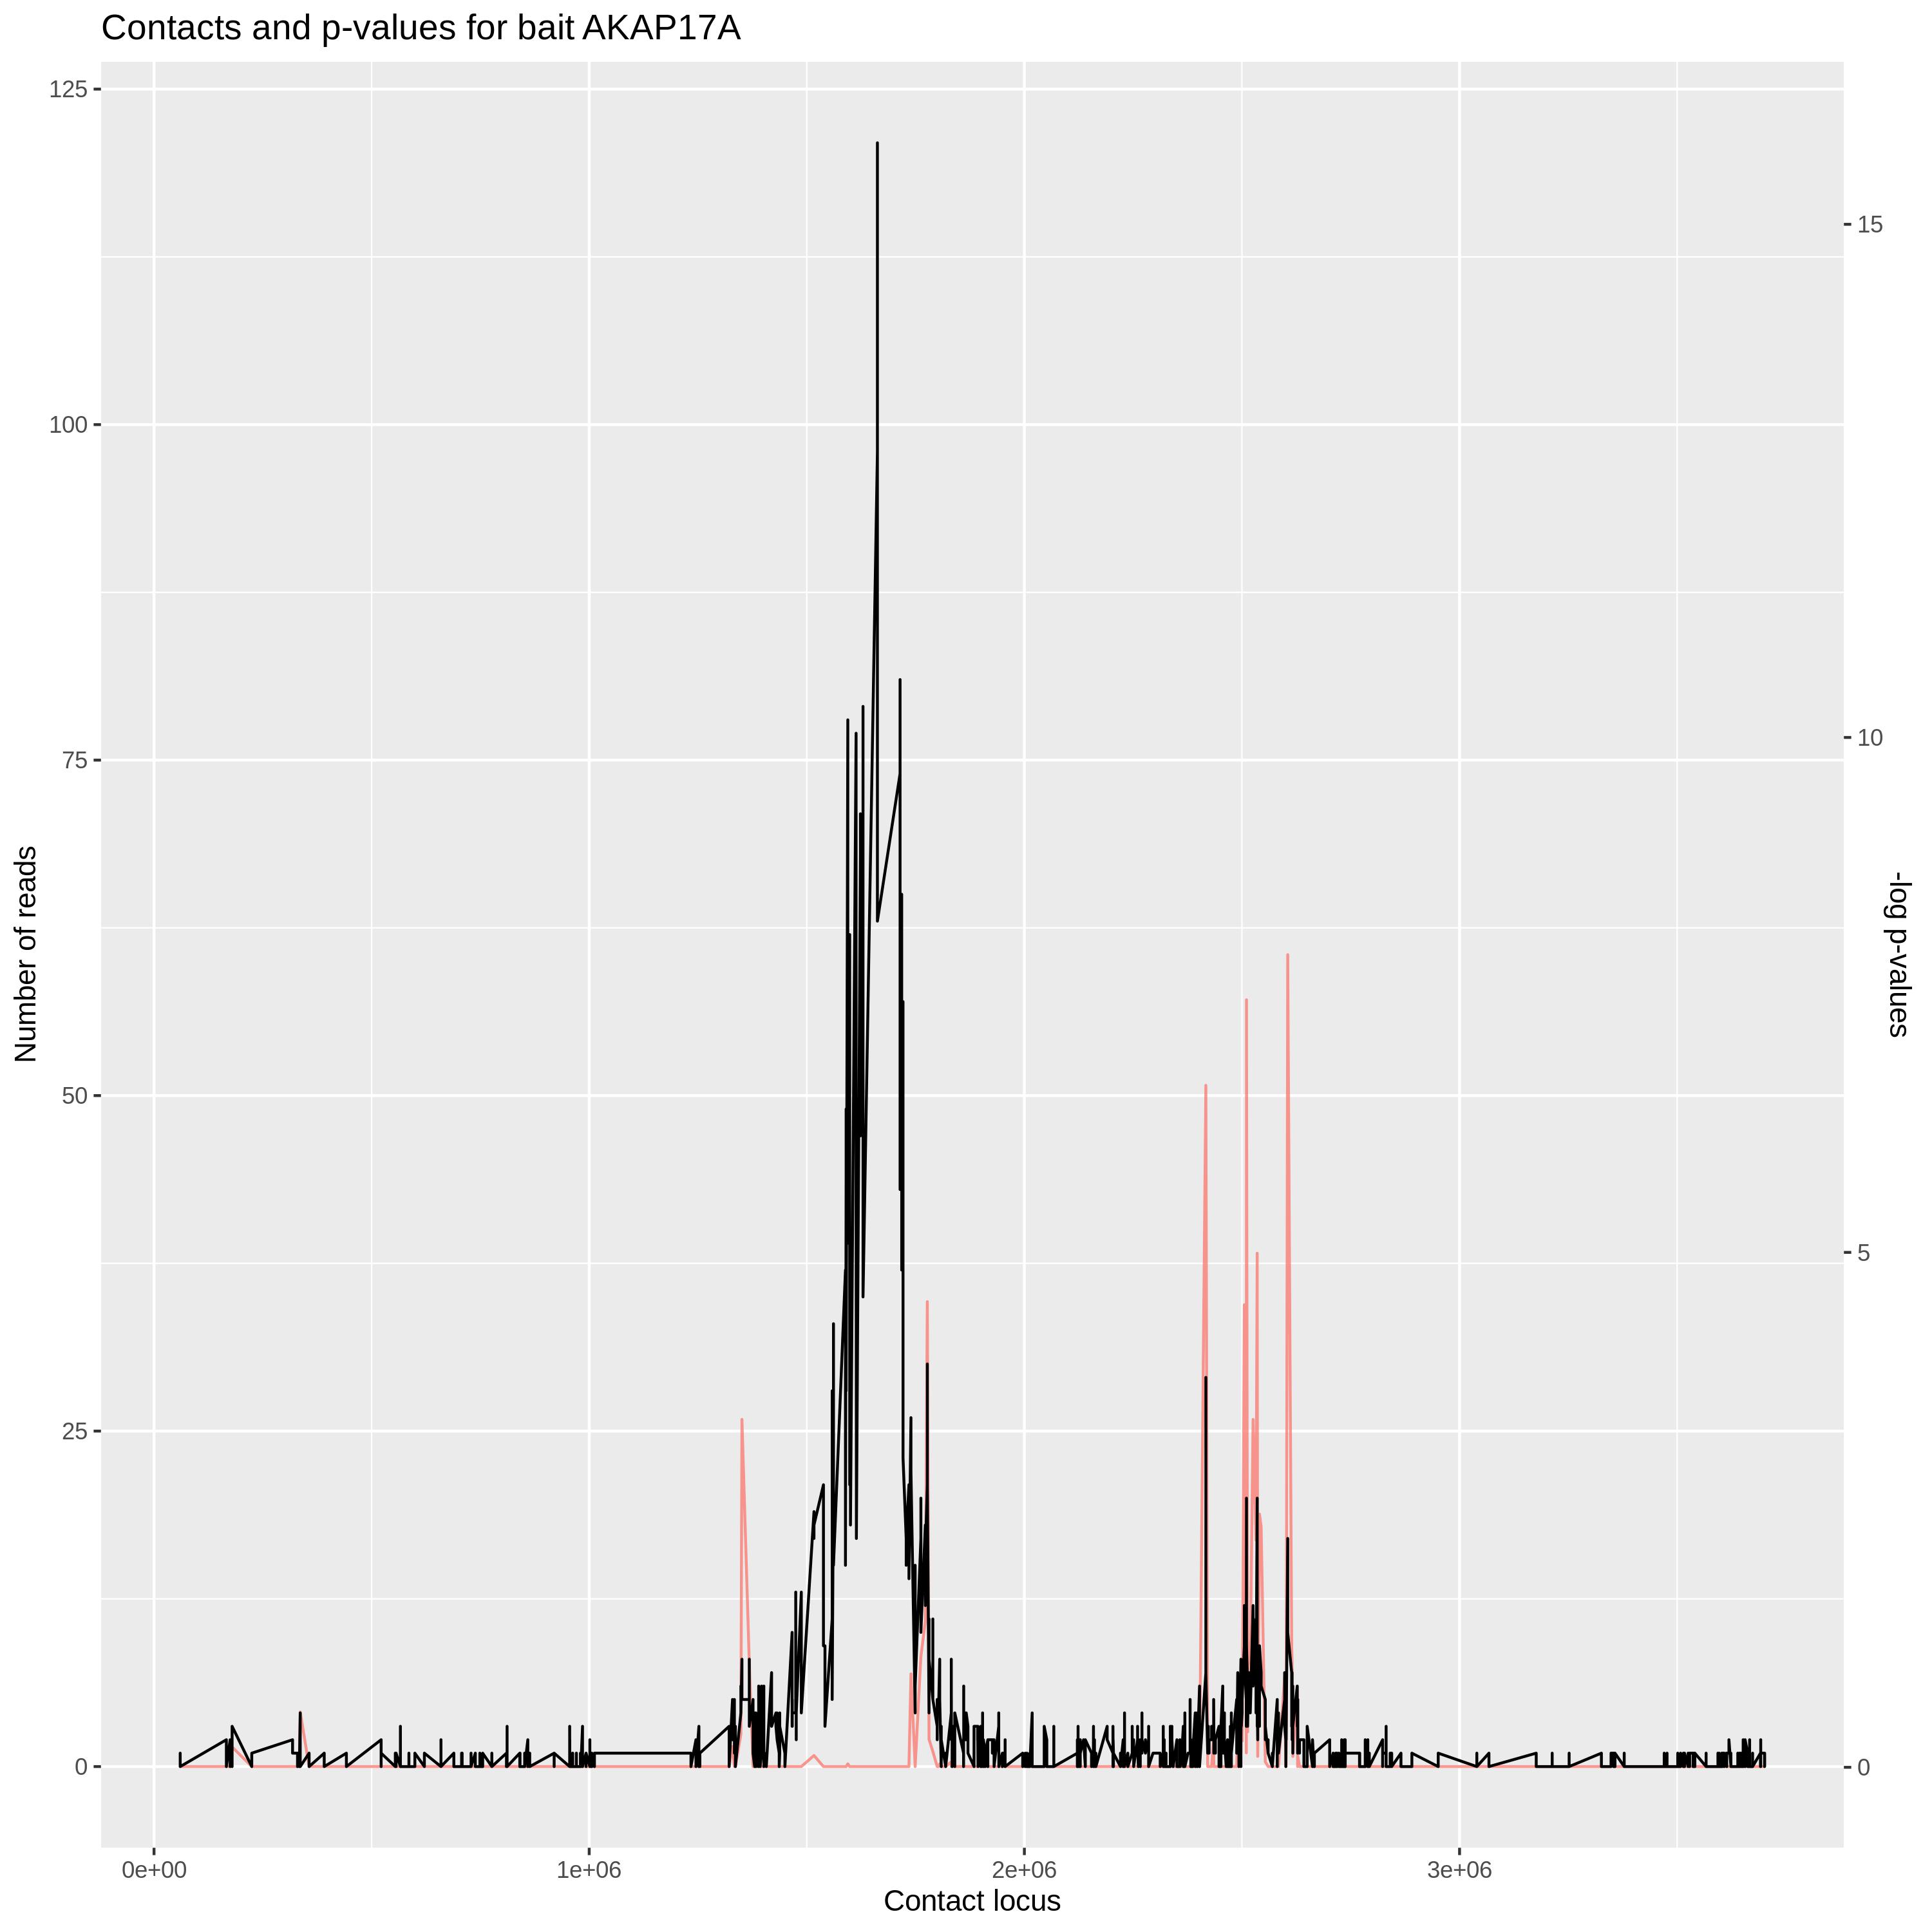 Contacts and p-values for bait AKAP17A
125
100
75
50
25
0
15
10
5
0
Number of reads
-log p-values
0e+00 1e+06 2e+06 3e+06
Contact locus